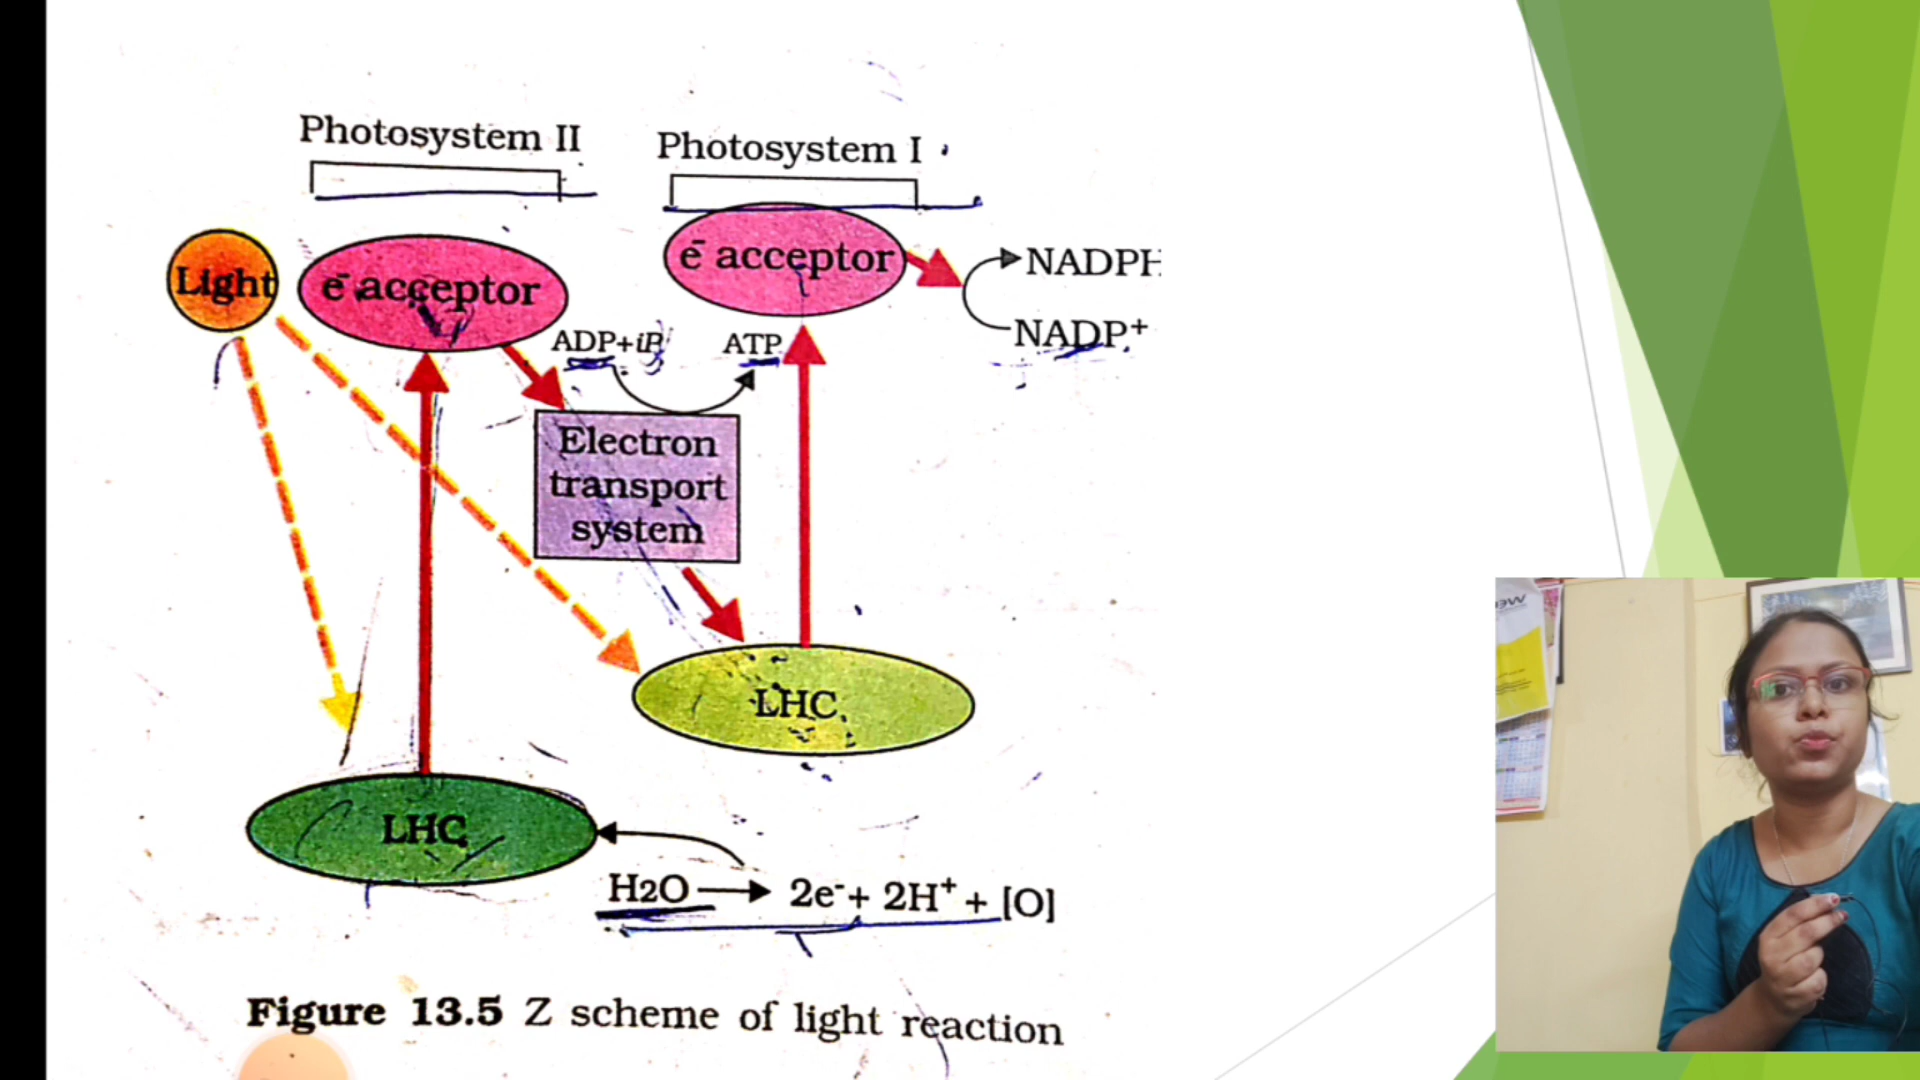 Photosystem II
Photosystem I
Light
e⁻ acceptor
e⁻ acceptor
NADPH
NADP⁺
ADP+iP
ATP
Electron
transport
system
LHC
LHC
H2O → 2e⁻ + 2H⁺ + [O]
Figure 13.5 Z scheme of light reaction